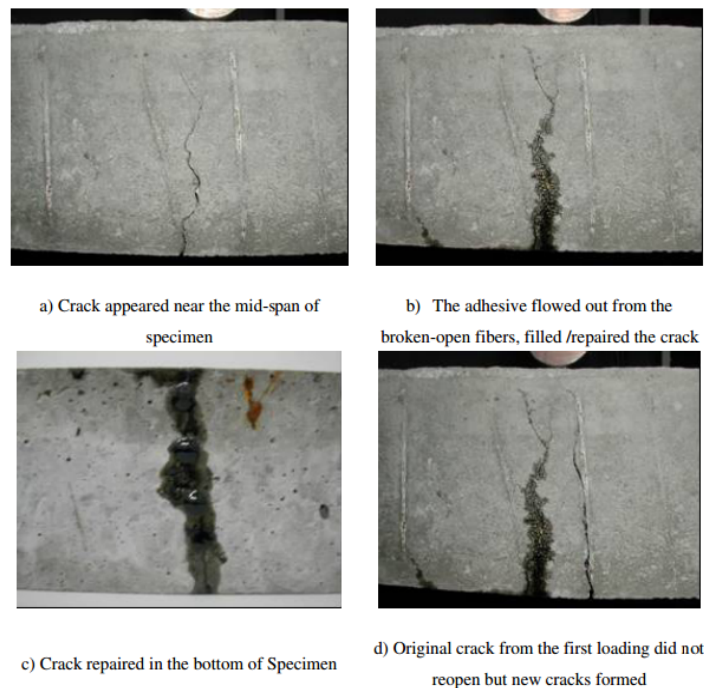 a) Crack appeared near the mid-span of
specimen
b) The adhesive flowed out from the
broken-open fibers, filled /repaired the crack
c) Crack repaired in the bottom of Specimen
d) Original crack from the first loading did not
reopen but new cracks formed